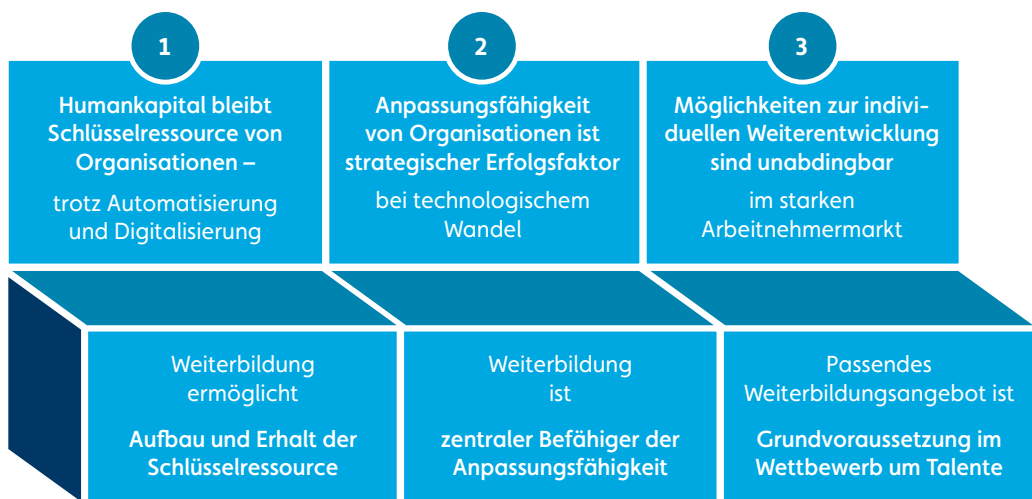 1
Humankapital bleibt
Schlüsselressource von
Organisationen –
trotz Automatisierung
und Digitalisierung
2
Anpassungsfähigkeit
von Organisationen ist
strategischer Erfolgsfaktor
bei technologischem
Wandel
3
Möglichkeiten zur indivi-
duellen Weiterentwicklung
sind unabdingbar
im starken
Arbeitnehmermarkt
Weiterbildung
ermöglicht
Aufbau und Erhalt der
Schlüsselressource
Weiterbildung
ist
zentraler Befähiger der
Anpassungsfähigkeit
Passendes
Weiterbildungsangebot ist
Grundvoraussetzung im
Wettbewerb um Talente